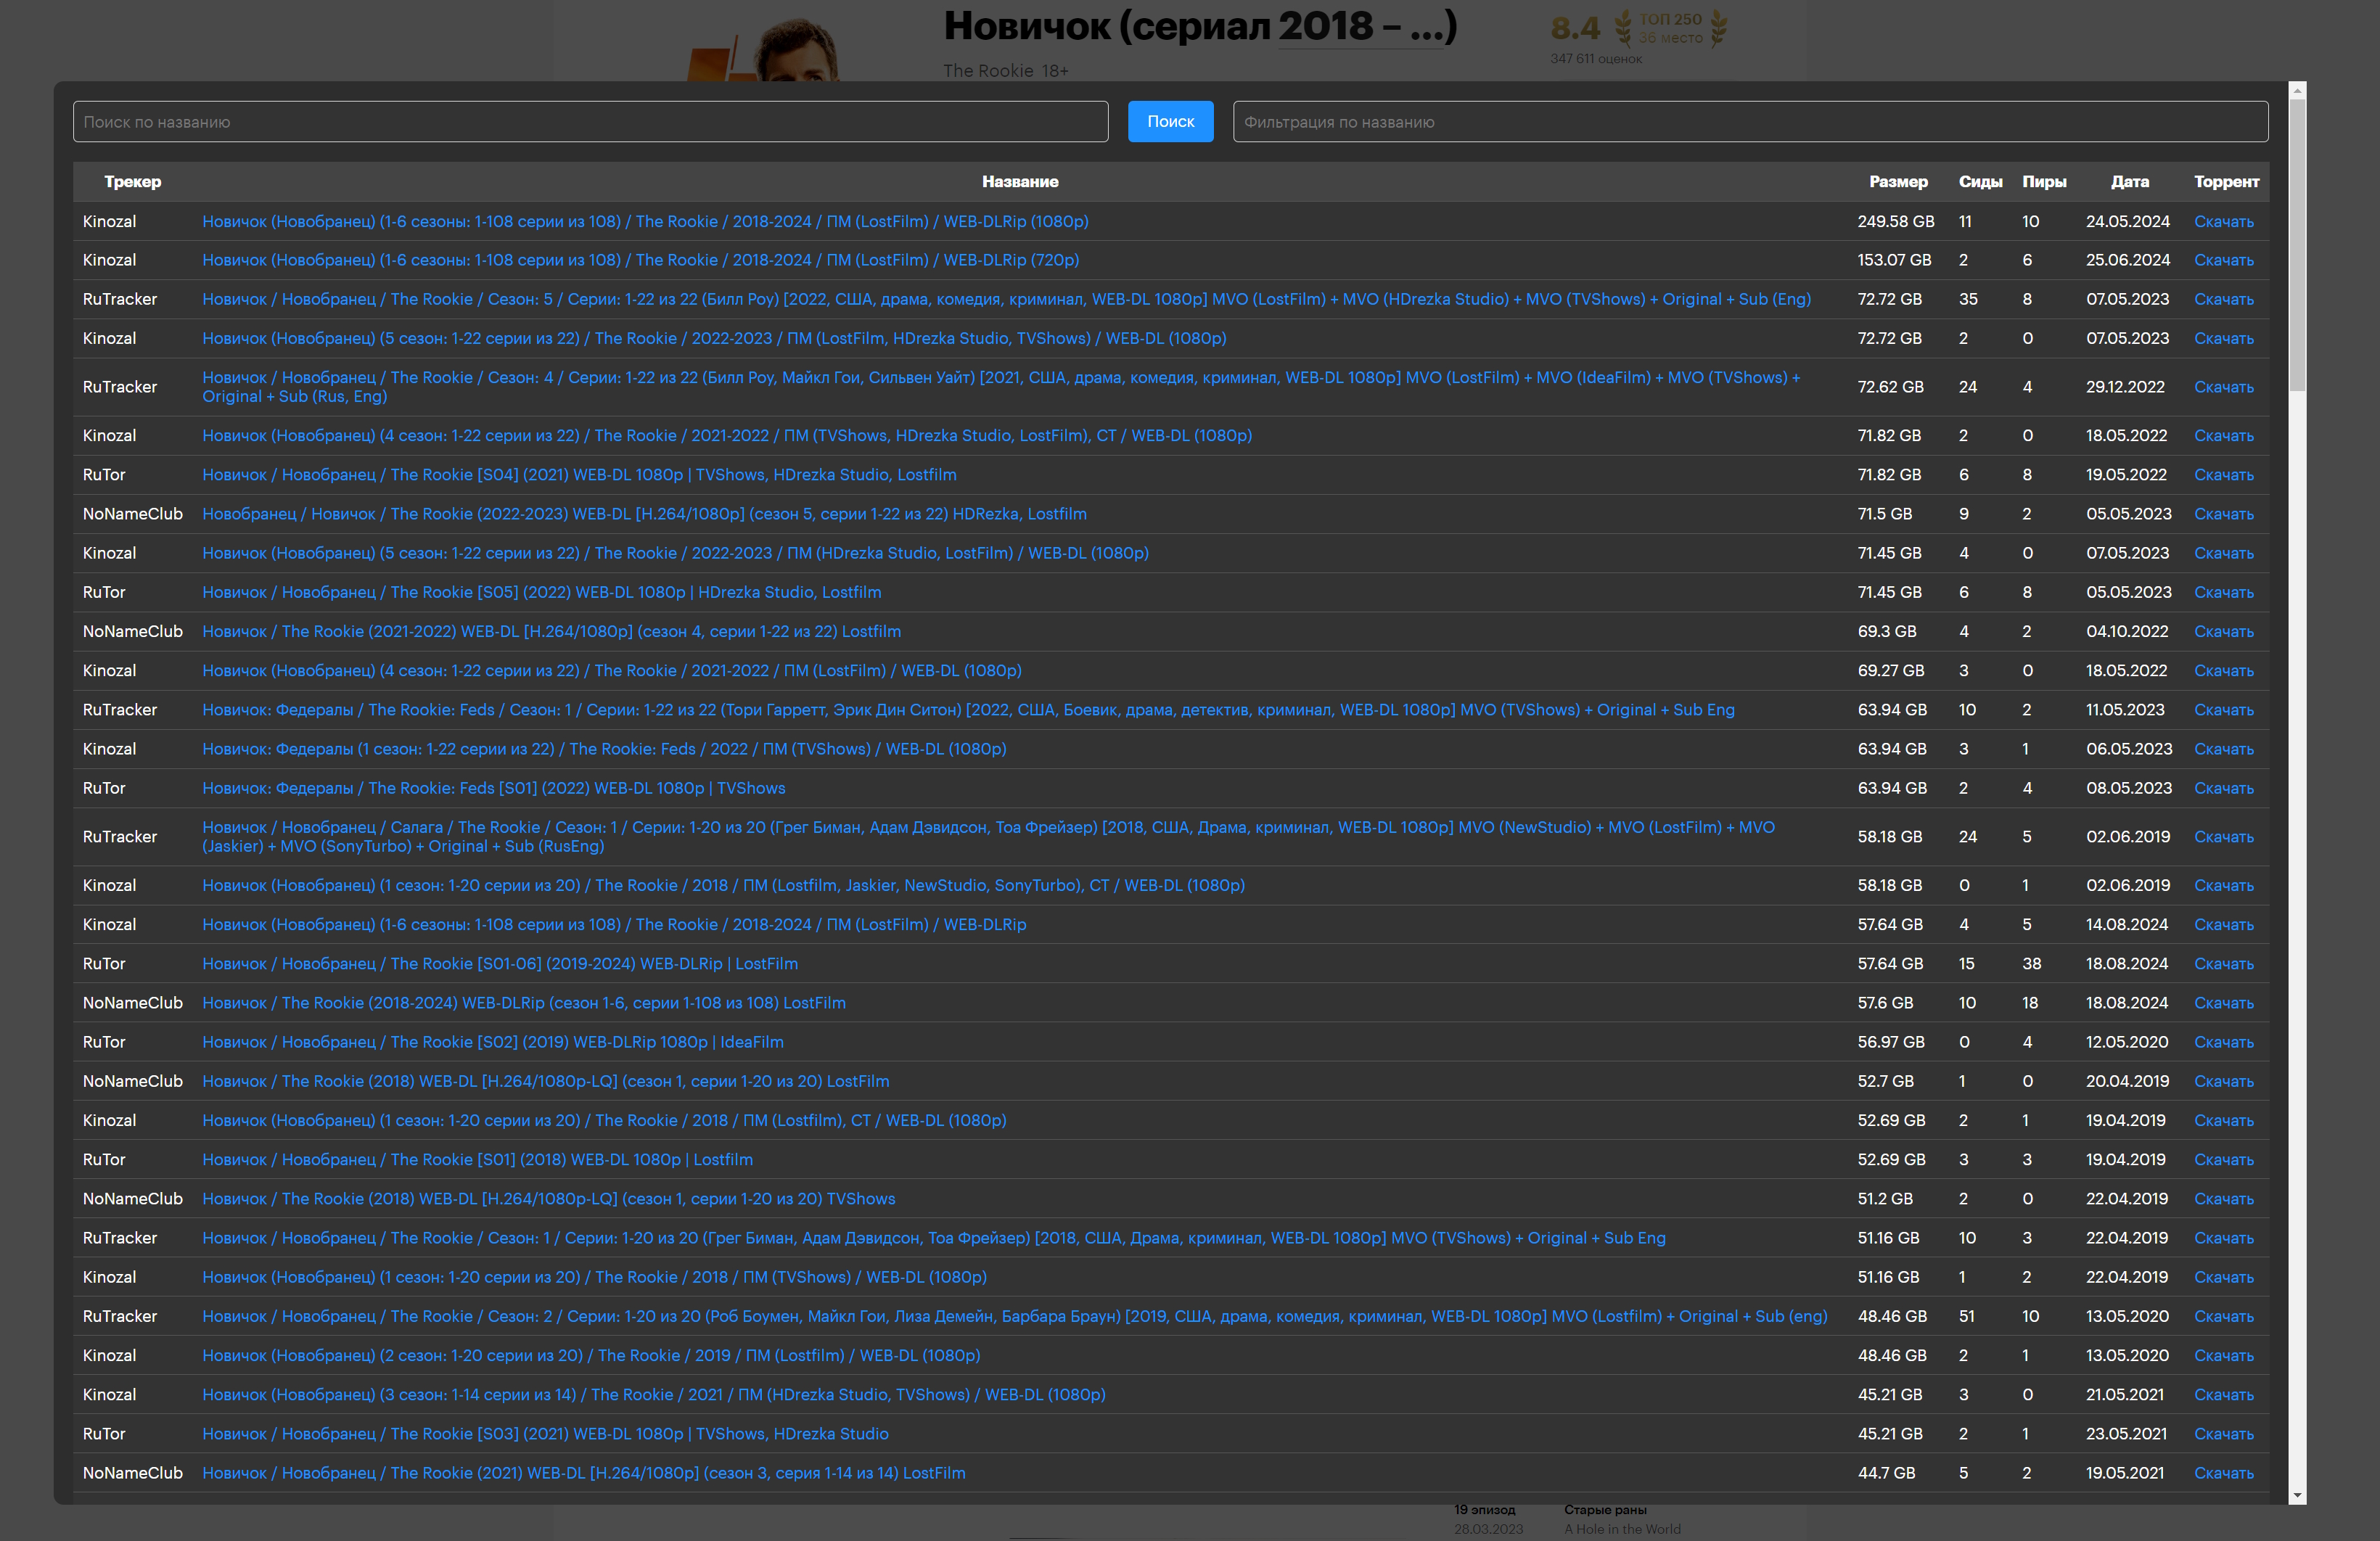 Новичок (сериал 2018 – ...)
8.4 ТОП 250
36 место
347 611 оценок
The Rookie 18+
Поиск по названию Поиск Фильтрация по названию
Трекер Название Размер Сиды Пиры Дата Торрент
Kinozal Новичок (Новобранец) (1-6 сезоны: 1-108 серии из 108) / The Rookie / 2018-2024 / ПМ (LostFilm) / WEB-DLRip (1080p) 249.58 GB 11 10 24.05.2024 Скачать
Kinozal Новичок (Новобранец) (1-6 сезоны: 1-108 серии из 108) / The Rookie / 2018-2024 / ПМ (LostFilm) / WEB-DLRip (720p) 153.07 GB 2 6 25.06.2024 Скачать
RuTracker Новичок / Новобранец / The Rookie / Сезон: 5 / Серии: 1-22 из 22 (Билл Роу) [2022, США, драма, комедия, криминал, WEB-DL 1080p] MVO (LostFilm) + MVO (HDrezka Studio) + MVO (TVShows) + Original + Sub (Eng) 72.72 GB 35 8 07.05.2023 Скачать
Kinozal Новичок (Новобранец) (5 сезон: 1-22 серии из 22) / The Rookie / 2022-2023 / ПМ (LostFilm, HDrezka Studio, TVShows) / WEB-DL (1080p) 72.72 GB 2 0 07.05.2023 Скачать
RuTracker Новичок / Новобранец / The Rookie / Сезон: 4 / Серии: 1-22 из 22 (Билл Роу, Майкл Гои, Сильвен Уайт) [2021, США, драма, комедия, криминал, WEB-DL 1080p] MVO (LostFilm) + MVO (IdeaFilm) + MVO (TVShows) +
Original + Sub (Rus, Eng) 72.62 GB 24 4 29.12.2022 Скачать
Kinozal Новичок (Новобранец) (4 сезон: 1-22 серии из 22) / The Rookie / 2021-2022 / ПМ (TVShows, HDrezka Studio, LostFilm), СТ / WEB-DL (1080p) 71.82 GB 2 0 18.05.2022 Скачать
RuTor Новичок / Новобранец / The Rookie [S04] (2021) WEB-DL 1080p | TVShows, HDrezka Studio, Lostfilm 71.82 GB 6 8 19.05.2022 Скачать
NoNameClub Новобранец / Новичок / The Rookie (2022-2023) WEB-DL [H.264/1080p] (сезон 5, серии 1-22 из 22) HDRezka, Lostfilm 71.5 GB 9 2 05.05.2023 Скачать
Kinozal Новичок (Новобранец) (5 сезон: 1-22 серии из 22) / The Rookie / 2022-2023 / ПМ (HDrezka Studio, LostFilm) / WEB-DL (1080p) 71.45 GB 4 0 07.05.2023 Скачать
RuTor Новичок / Новобранец / The Rookie [S05] (2022) WEB-DL 1080p | HDrezka Studio, Lostfilm 71.45 GB 6 8 05.05.2023 Скачать
NoNameClub Новичок / The Rookie (2021-2022) WEB-DL [H.264/1080p] (сезон 4, серии 1-22 из 22) Lostfilm 69.3 GB 4 2 04.10.2022 Скачать
Kinozal Новичок (Новобранец) (4 сезон: 1-22 серии из 22) / The Rookie / 2021-2022 / ПМ (LostFilm) / WEB-DL (1080p) 69.27 GB 3 0 18.05.2022 Скачать
RuTracker Новичок: Федералы / The Rookie: Feds / Сезон: 1 / Серии: 1-22 из 22 (Тори Гарретт, Эрик Дин Ситон) [2022, США, Боевик, драма, детектив, криминал, WEB-DL 1080p] MVO (TVShows) + Original + Sub Eng 63.94 GB 10 2 11.05.2023 Скачать
Kinozal Новичок: Федералы (1 сезон: 1-22 серии из 22) / The Rookie: Feds / 2022 / ПМ (TVShows) / WEB-DL (1080p) 63.94 GB 3 1 06.05.2023 Скачать
RuTor Новичок: Федералы / The Rookie: Feds [S01] (2022) WEB-DL 1080p | TVShows 63.94 GB 2 4 08.05.2023 Скачать
RuTracker Новичок / Новобранец / Салага / The Rookie / Сезон: 1 / Серии: 1-20 из 20 (Грег Биман, Адам Дэвидсон, Тоа Фрейзер) [2018, США, Драма, криминал, WEB-DL 1080p] MVO (NewStudio) + MVO (LostFilm) + MVO
(Jaskier) + MVO (SonyTurbo) + Original + Sub (RusEng) 58.18 GB 24 5 02.06.2019 Скачать
Kinozal Новичок (Новобранец) (1 сезон: 1-20 серии из 20) / The Rookie / 2018 / ПМ (Lostfilm, Jaskier, NewStudio, SonyTurbo), СТ / WEB-DL (1080p) 58.18 GB 0 1 02.06.2019 Скачать
Kinozal Новичок (Новобранец) (1-6 сезоны: 1-108 серии из 108) / The Rookie / 2018-2024 / ПМ (LostFilm) / WEB-DLRip 57.64 GB 4 5 14.08.2024 Скачать
RuTor Новичок / Новобранец / The Rookie [S01-06] (2019-2024) WEB-DLRip | LostFilm 57.64 GB 15 38 18.08.2024 Скачать
NoNameClub Новичок / The Rookie (2018-2024) WEB-DLRip (сезон 1-6, серии 1-108 из 108) LostFilm 57.6 GB 10 18 18.08.2024 Скачать
RuTor Новичок / Новобранец / The Rookie [S02] (2019) WEB-DLRip 1080p | IdeaFilm 56.97 GB 0 4 12.05.2020 Скачать
NoNameClub Новичок / The Rookie (2018) WEB-DL [H.264/1080p-LQ] (сезон 1, серии 1-20 из 20) LostFilm 52.7 GB 1 0 20.04.2019 Скачать
Kinozal Новичок (Новобранец) (1 сезон: 1-20 серии из 20) / The Rookie / 2018 / ПМ (Lostfilm), СТ / WEB-DL (1080p) 52.69 GB 2 1 19.04.2019 Скачать
RuTor Новичок / Новобранец / The Rookie [S01] (2018) WEB-DL 1080p | Lostfilm 52.69 GB 3 3 19.04.2019 Скачать
NoNameClub Новичок / The Rookie (2018) WEB-DL [H.264/1080p-LQ] (сезон 1, серии 1-20 из 20) TVShows 51.2 GB 2 0 22.04.2019 Скачать
RuTracker Новичок / Новобранец / The Rookie / Сезон: 1 / Серии: 1-20 из 20 (Грег Биман, Адам Дэвидсон, Тоа Фрейзер) [2018, США, Драма, криминал, WEB-DL 1080p] MVO (TVShows) + Original + Sub Eng 51.16 GB 10 3 22.04.2019 Скачать
Kinozal Новичок (Новобранец) (1 сезон: 1-20 серии из 20) / The Rookie / 2018 / ПМ (TVShows) / WEB-DL (1080p) 51.16 GB 1 2 22.04.2019 Скачать
RuTracker Новичок / Новобранец / The Rookie / Сезон: 2 / Серии: 1-20 из 20 (Роб Боумен, Майкл Гои, Лиза Демейн, Барбара Браун) [2019, США, драма, комедия, криминал, WEB-DL 1080p] MVO (Lostfilm) + Original + Sub (eng) 48.46 GB 51 10 13.05.2020 Скачать
Kinozal Новичок (Новобранец) (2 сезон: 1-20 серии из 20) / The Rookie / 2019 / ПМ (Lostfilm) / WEB-DL (1080p) 48.46 GB 2 1 13.05.2020 Скачать
Kinozal Новичок (Новобранец) (3 сезон: 1-14 серии из 14) / The Rookie / 2021 / ПМ (HDrezka Studio, TVShows) / WEB-DL (1080p) 45.21 GB 3 0 21.05.2021 Скачать
RuTor Новичок / Новобранец / The Rookie [S03] (2021) WEB-DL 1080p | TVShows, HDrezka Studio 45.21 GB 2 1 23.05.2021 Скачать
NoNameClub Новичок / Новобранец / The Rookie (2021) WEB-DL [H.264/1080p] (сезон 3, серия 1-14 из 14) LostFilm 44.7 GB 5 2 19.05.2021 Скачать
19 эпизод Старые раны
28.03.2023 A Hole in the World